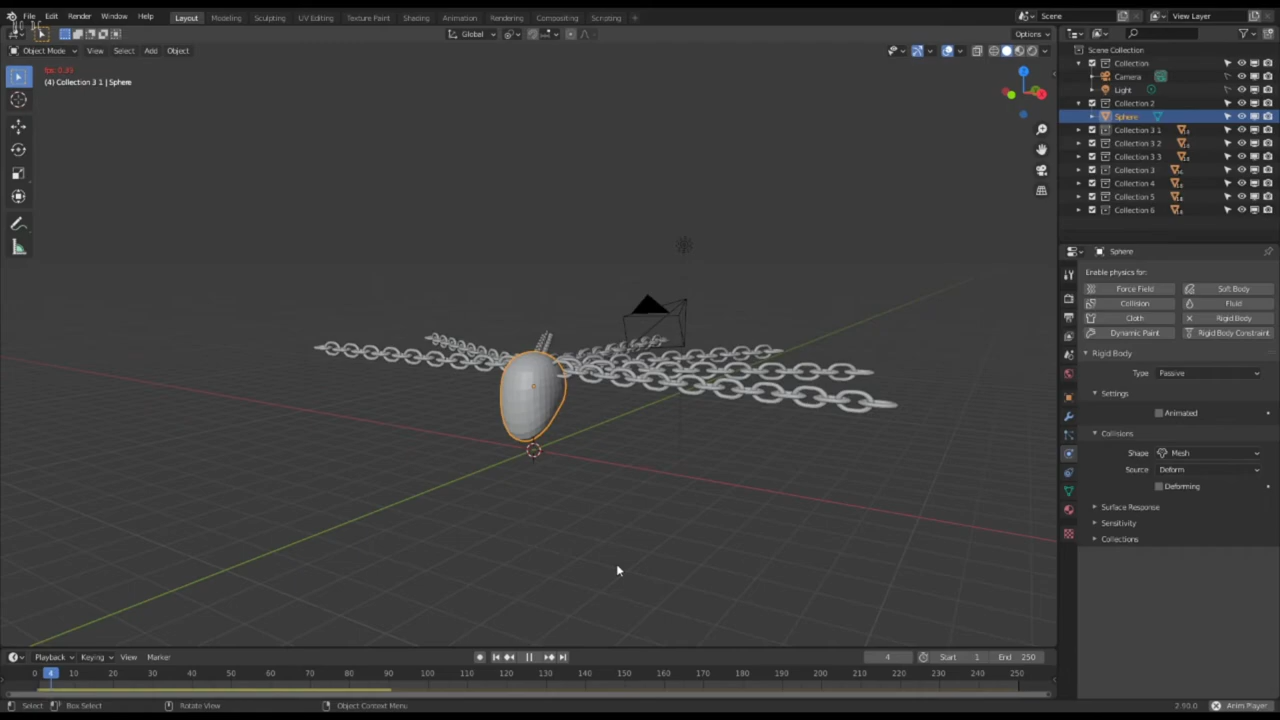 File Edit Render Window Help Layout Modeling Sculpting UV Editing Texture Paint Shading Animation Rendering Compositing Scripting + Scene View Layer
Global Options
Object Mode View Select Add Object
fps: 0.33
(4) Collection 3 1 | Sphere
Scene Collection
Collection
Camera
Light
Collection 2
Sphere
Collection 3 1
Collection 3 2
Collection 3 3
Collection 3
Collection 4
Collection 5
Collection 6
Sphere
Enable physics for:
Force Field Soft Body
Collision Fluid
Cloth Rigid Body
Dynamic Paint Rigid Body Constraint
Rigid Body
Type Passive
Settings
Animated
Collisions
Shape Mesh
Source Deform
Deforming
Surface Response
Sensitivity
Collections
Playback Keying View Marker 4 Start 1 End 250
0 4 10 20 30 40 50 60 70 80 90 100 110 120 130 140 150 160 170 180 190 200 210 220 230 240 250
Select Box Select Rotate View Object Context Menu 2.90.0 Anim Player